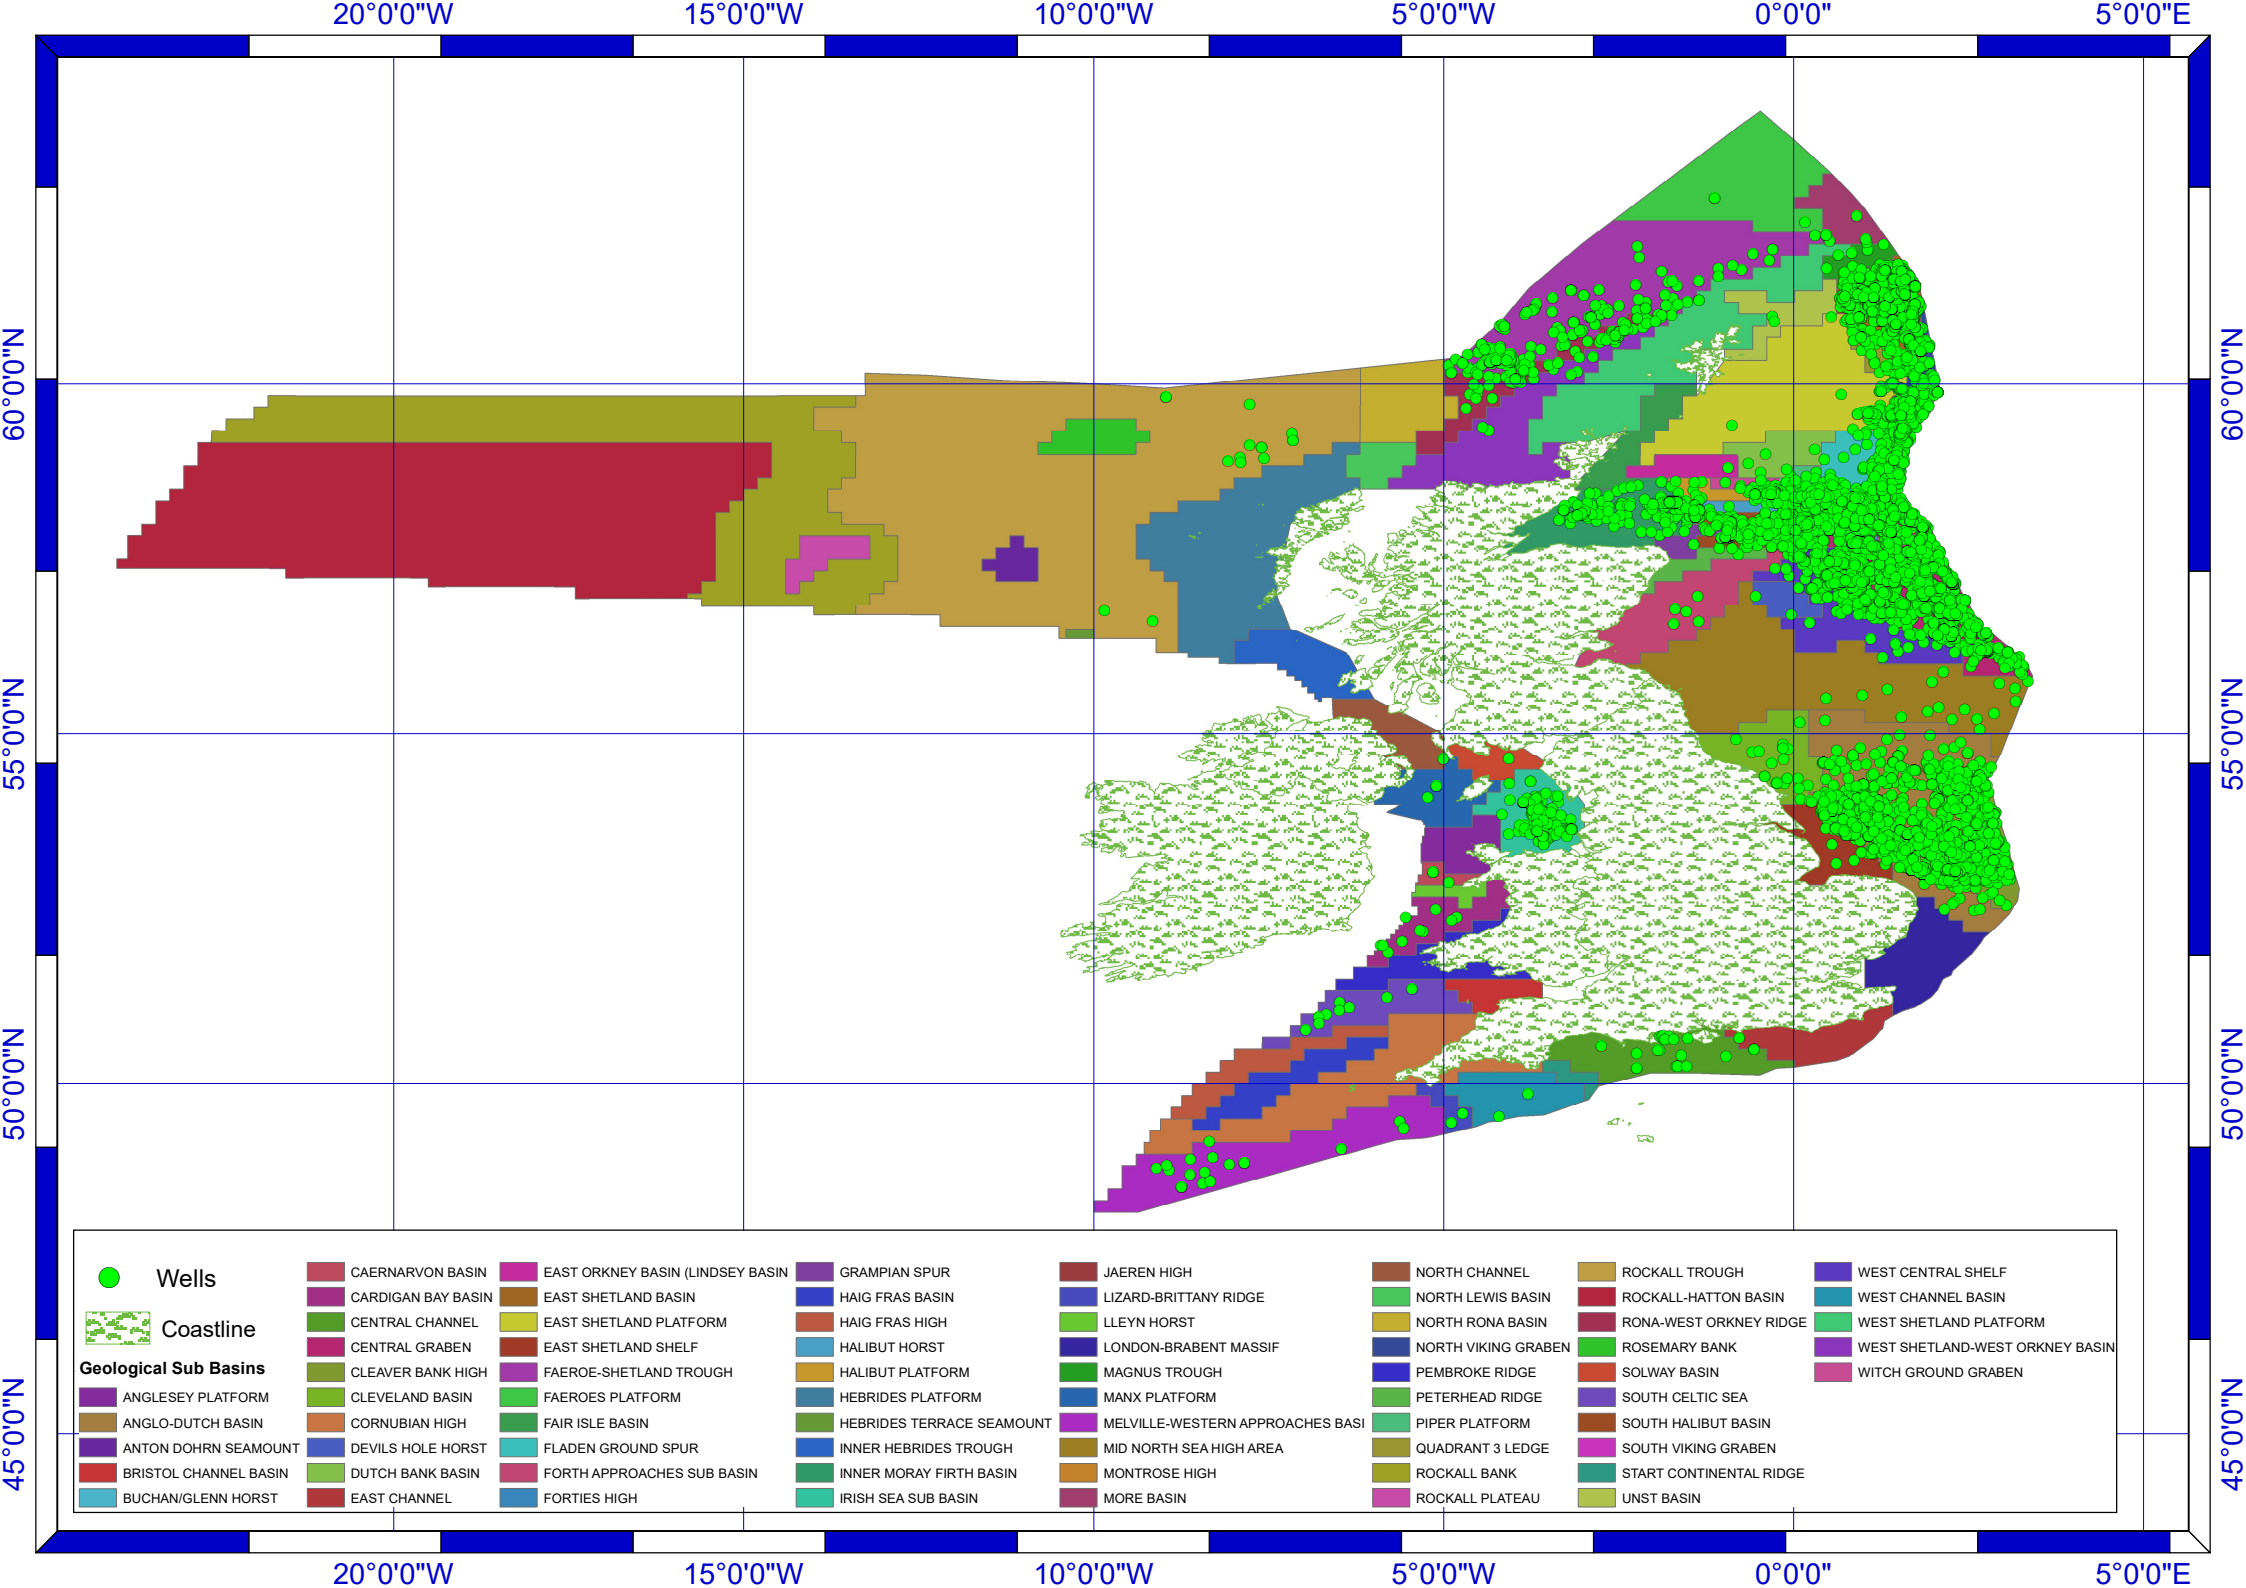 20°0'0"W 15°0'0"W 10°0'0"W 5°0'0"W 0°0'0" 5°0'0"E
60°0'0"N
55°0'0"N
50°0'0"N
45°0'0"N
60°0'0"N
55°0'0"N
50°0'0"N
45°0'0"N
Wells
Coastline
Geological Sub Basins
ANGLESEY PLATFORM
ANGLO-DUTCH BASIN
ANTON DOHRN SEAMOUNT
BRISTOL CHANNEL BASIN
BUCHAN/GLENN HORST
CAERNARVON BASIN
CARDIGAN BAY BASIN
CENTRAL CHANNEL
CENTRAL GRABEN
CLEAVER BANK HIGH
CLEVELAND BASIN
CORNUBIAN HIGH
DEVILS HOLE HORST
DUTCH BANK BASIN
EAST CHANNEL
EAST ORKNEY BASIN (LINDSEY BASIN
EAST SHETLAND BASIN
EAST SHETLAND PLATFORM
EAST SHETLAND SHELF
FAEROE-SHETLAND TROUGH
FAEROES PLATFORM
FAIR ISLE BASIN
FLADEN GROUND SPUR
FORTH APPROACHES SUB BASIN
FORTIES HIGH
GRAMPIAN SPUR
HAIG FRAS BASIN
HAIG FRAS HIGH
HALIBUT HORST
HALIBUT PLATFORM
HEBRIDES PLATFORM
HEBRIDES TERRACE SEAMOUNT
INNER HEBRIDES TROUGH
INNER MORAY FIRTH BASIN
IRISH SEA SUB BASIN
JAEREN HIGH
LIZARD-BRITTANY RIDGE
LLEYN HORST
LONDON-BRABENT MASSIF
MAGNUS TROUGH
MANX PLATFORM
MELVILLE-WESTERN APPROACHES BASI
MID NORTH SEA HIGH AREA
MONTROSE HIGH
MORE BASIN
NORTH CHANNEL
NORTH LEWIS BASIN
NORTH RONA BASIN
NORTH VIKING GRABEN
PEMBROKE RIDGE
PETERHEAD RIDGE
PIPER PLATFORM
QUADRANT 3 LEDGE
ROCKALL BANK
ROCKALL PLATEAU
ROCKALL TROUGH
ROCKALL-HATTON BASIN
RONA-WEST ORKNEY RIDGE
ROSEMARY BANK
SOLWAY BASIN
SOUTH CELTIC SEA
SOUTH HALIBUT BASIN
SOUTH VIKING GRABEN
START CONTINENTAL RIDGE
UNST BASIN
WEST CENTRAL SHELF
WEST CHANNEL BASIN
WEST SHETLAND PLATFORM
WEST SHETLAND-WEST ORKNEY BASIN
WITCH GROUND GRABEN
20°0'0"W 15°0'0"W 10°0'0"W 5°0'0"W 0°0'0" 5°0'0"E